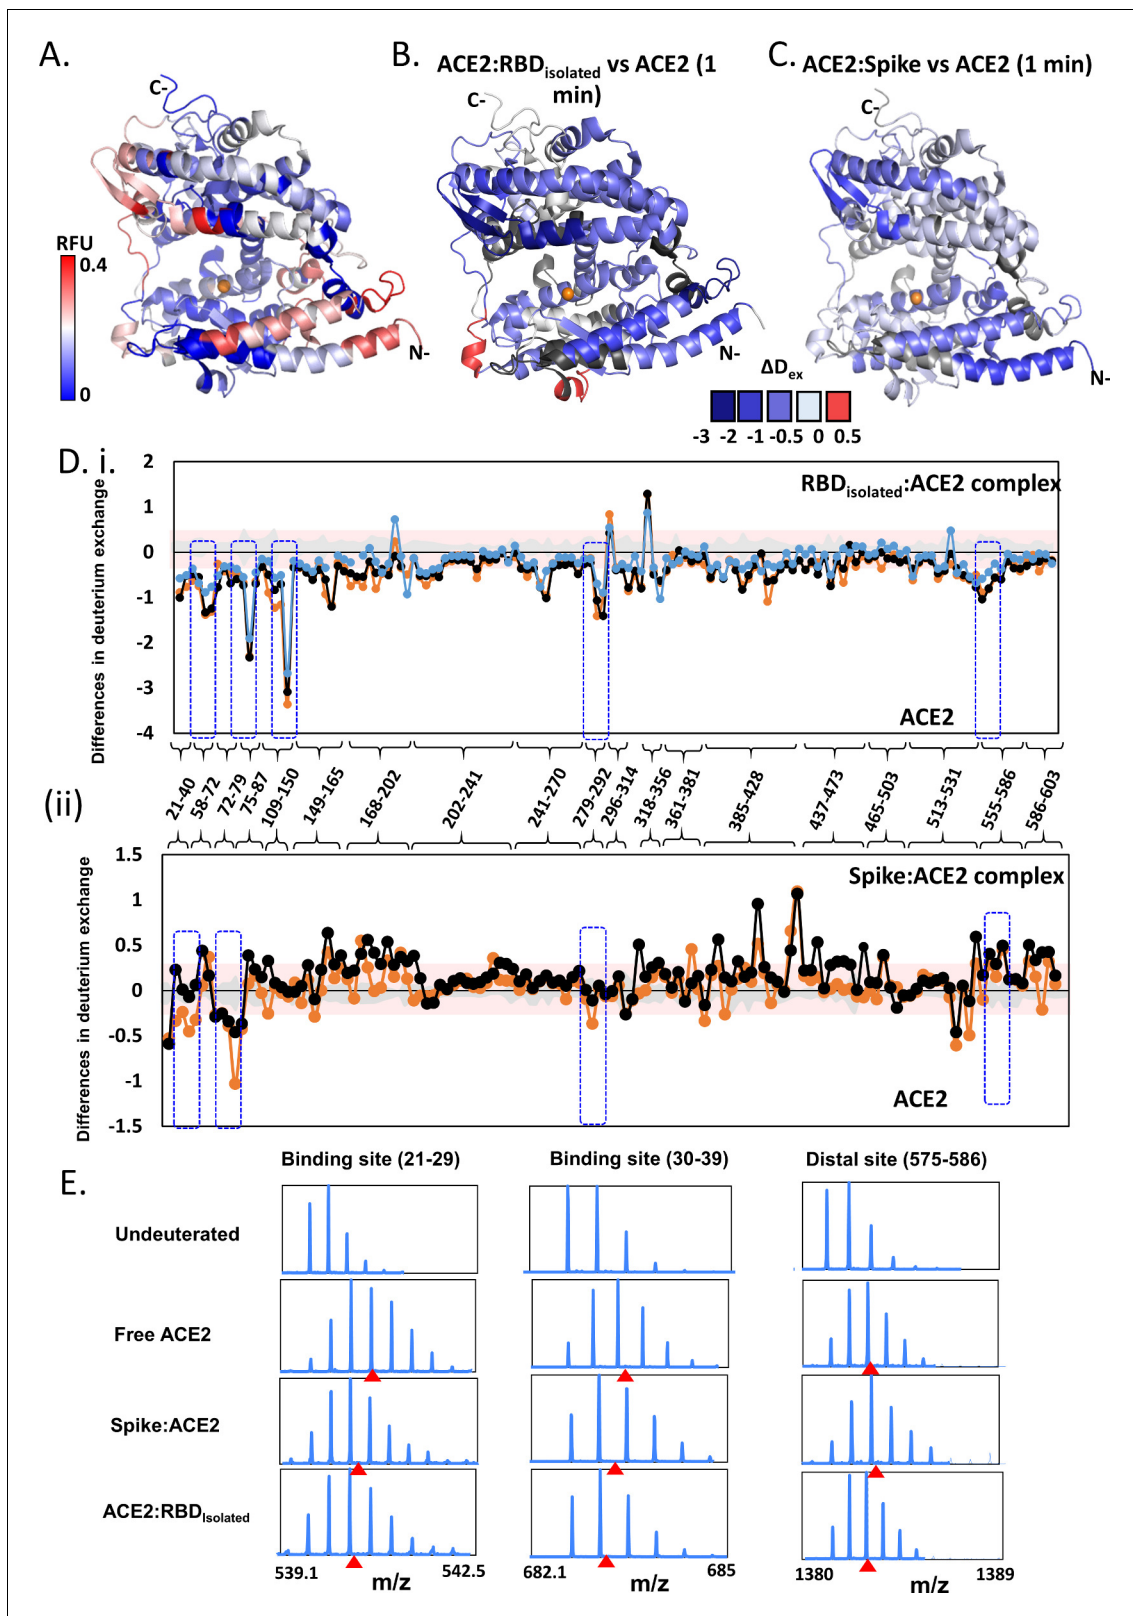 A.
B.
ACE2:RBDisolated vs ACE2 (1
min)
C.
ACE2:Spike vs ACE2 (1 min)
C-
C-
C-
RFU
0.4
0
N-
N-
N-
ΔDex
-3 -2 -1 -0.5 0 0.5
D. i.
RBDisolated:ACE2 complex
Differences in deuterium exchange
2
1
0
-1
-2
-3
-4
ACE2
21-40
58-72
72-79
75-87
109-150
149-165
168-202
202-241
241-270
279-292
296-314
318-356
361-381
385-428
437-473
465-503
513-531
555-586
586-603
(ii)
Spike:ACE2 complex
Differences in deuterium exchange
1.5
1
0.5
0
-0.5
-1
-1.5
ACE2
E.
Binding site (21-29)
Binding site (30-39)
Distal site (575-586)
Undeuterated
Free ACE2
Spike:ACE2
ACE2:RBDIsolated
539.1 m/z 542.5
682.1 m/z 685
1380 m/z 1389